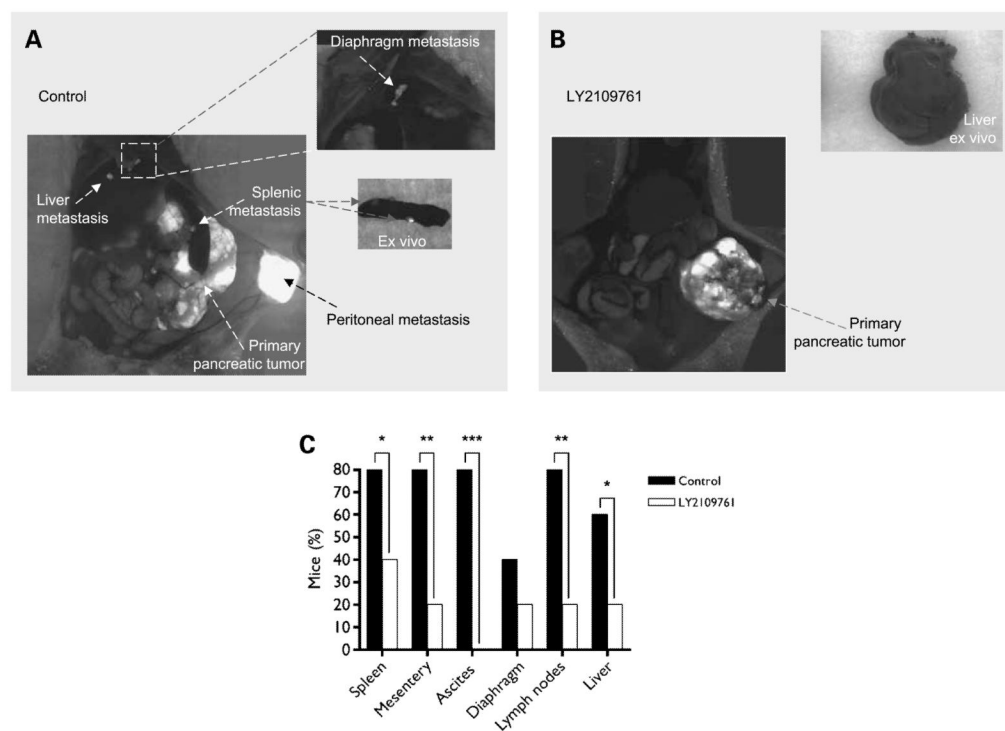 A
Control
Diaphragm metastasis
Liver
metastasis
Splenic
metastasis
Ex vivo
Peritoneal metastasis
Primary
pancreatic tumor
B
LY2109761
Liver
ex vivo
Primary
pancreatic tumor
C
* ** *** ** *
80
70
60
50
40
30
20
10
0
Mice (%)
Spleen
Mesentery
Ascites
Diaphragm
Lymph nodes
Liver
Control
LY2109761